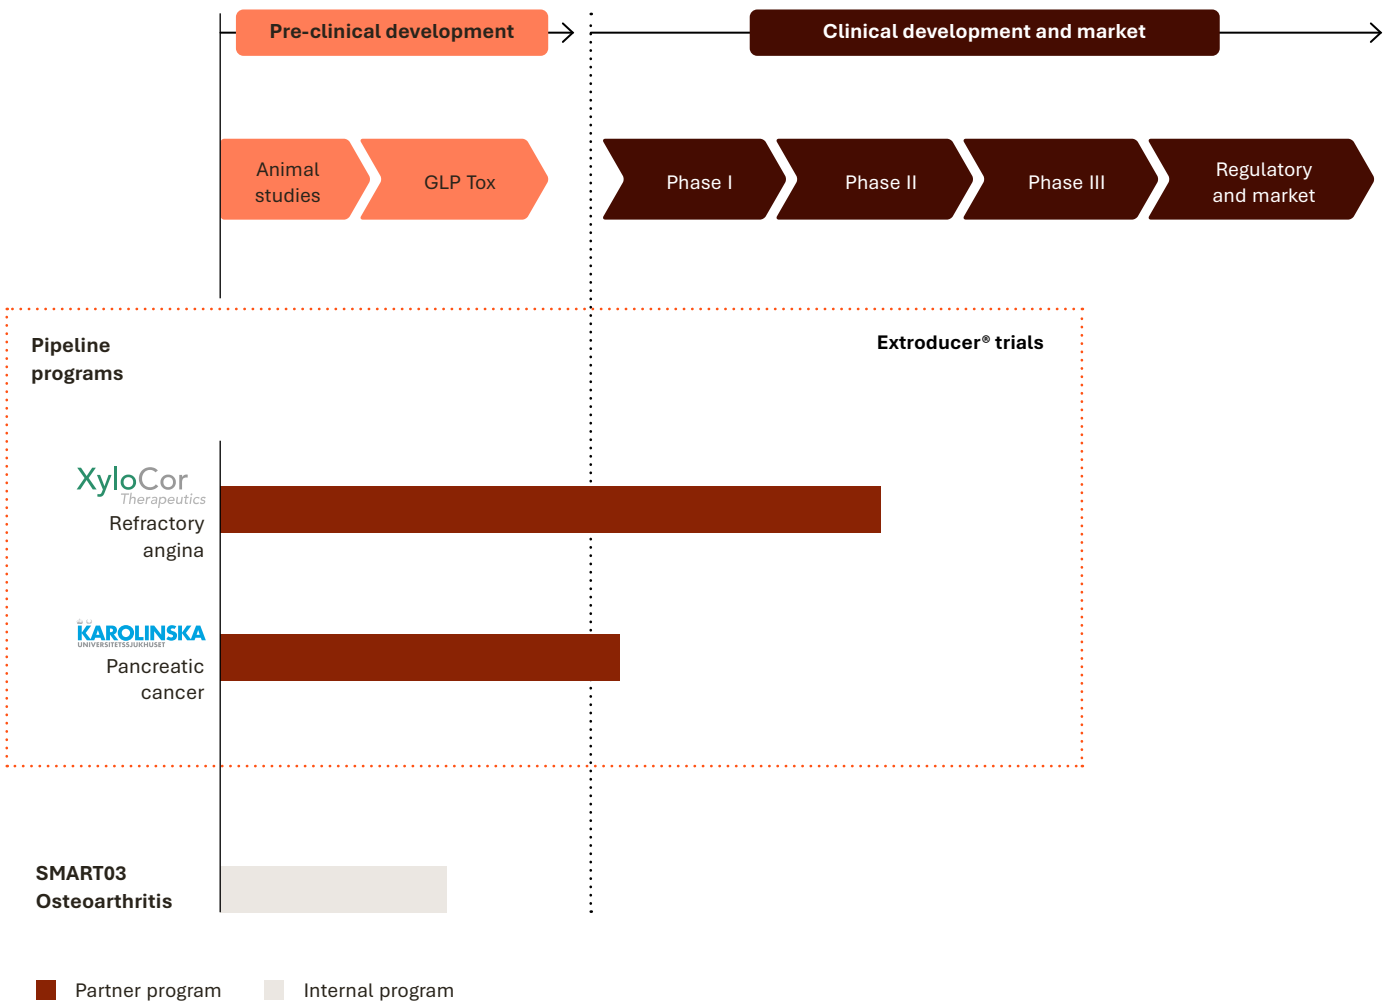 Pre-clinical development
Clinical development and market
Animal
studies
GLP Tox
Phase I
Phase II
Phase III
Regulatory
and market
Pipeline
programs
Extroducer® trials
XyloCor
Therapeutics
Refractory
angina
KAROLINSKA
UNIVERSITETSSJUKHUSET
Pancreatic
cancer
SMART03
Osteoarthritis
Partner program
Internal program